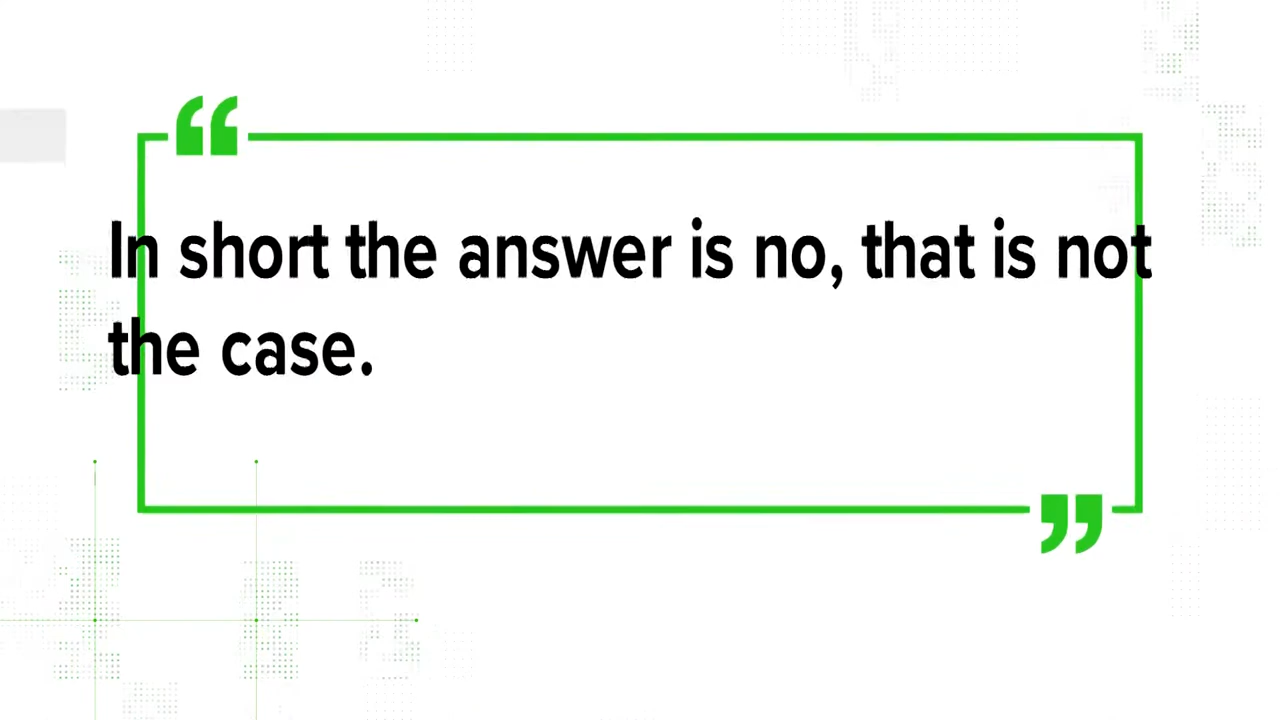 “
In short the answer is no, that is not
the case.
”